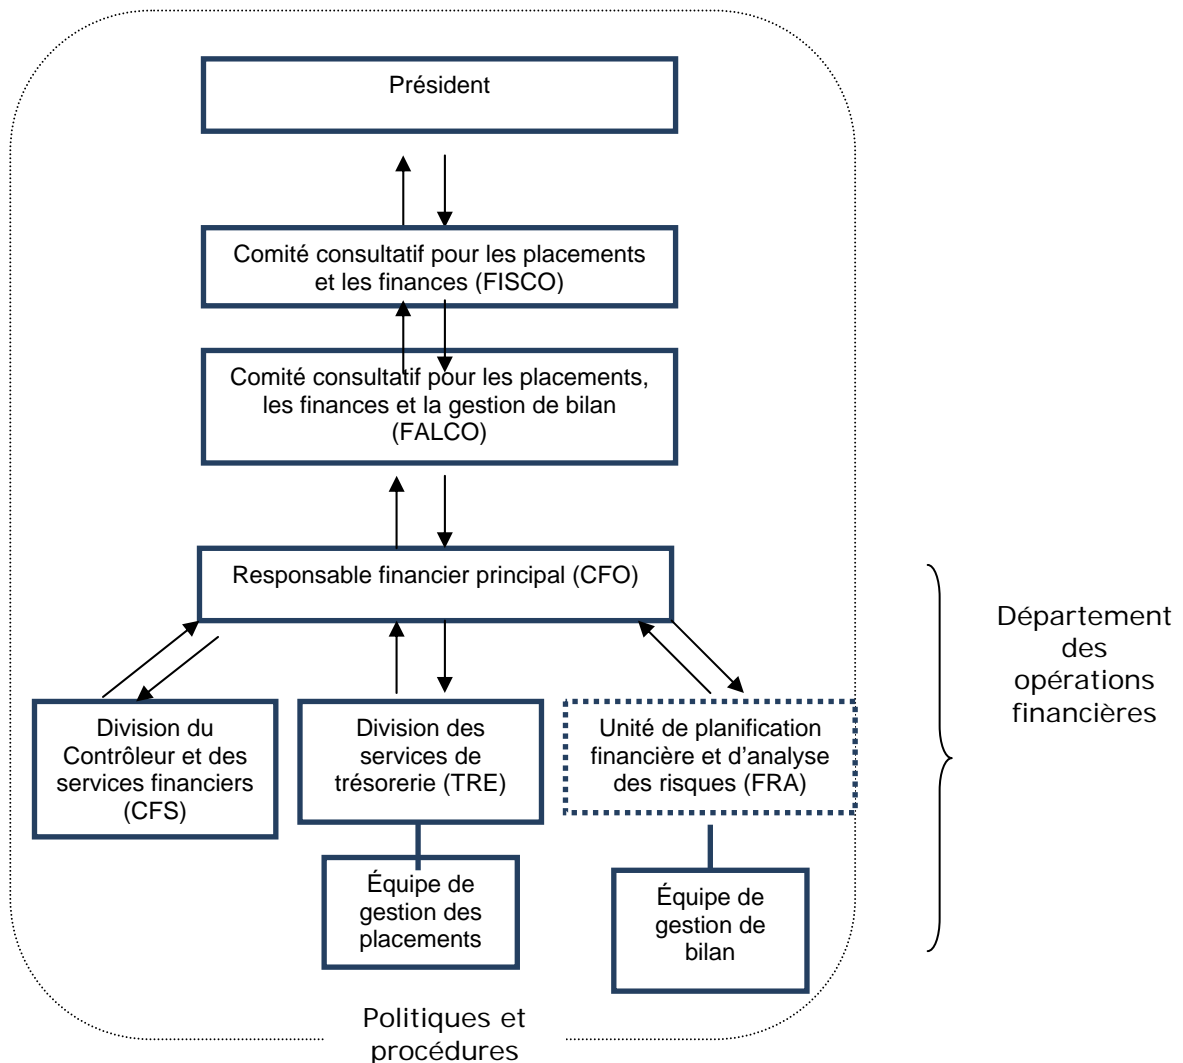 Président
Comité consultatif pour les placements
et les finances (FISCO)
Comité consultatif pour les placements,
les finances et la gestion de bilan
(FALCO)
Responsable financier principal (CFO)
Division du
Contrôleur et des
services financiers
(CFS)
Division des
services de
trésorerie (TRE)
Unité de planification
financière et d’analyse
des risques (FRA)
Équipe de
gestion des
placements
Équipe de
gestion de
bilan
Département
des
opérations
financières
Politiques et
procédures